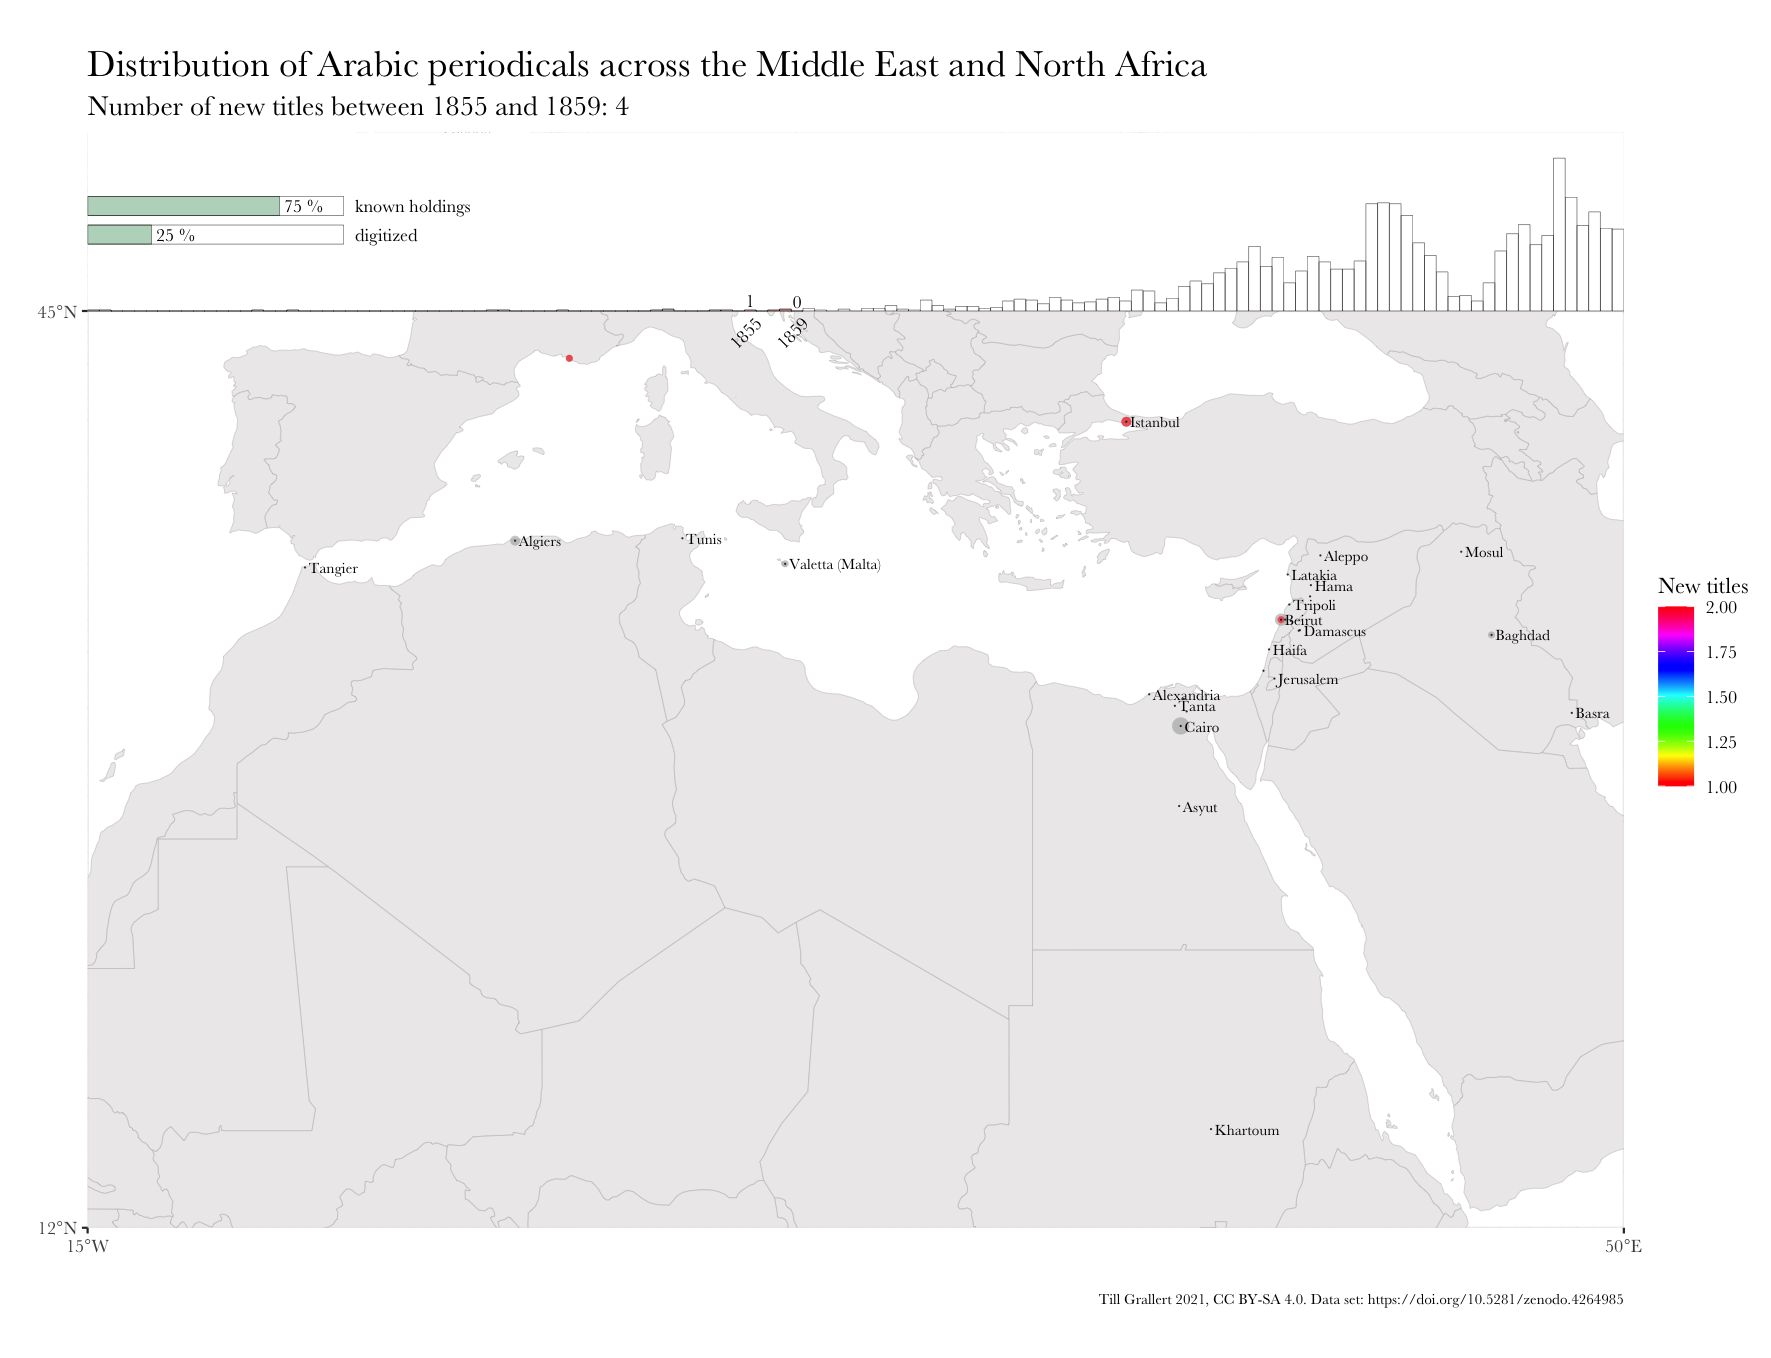 Distribution of Arabic periodicals across the Middle East and North Africa
Number of new titles between 1855 and 1859: 4
75 % known holdings
25 % digitized
1 0
45°N
1855 1859
Istanbul
Algiers
Tunis
Valetta (Malta)
Tangier
Aleppo
Mosul
Latakia
Hama
Tripoli
Beirut
Damascus
Baghdad
Haifa
Jerusalem
Alexandria
Tanta
Cairo
Basra
Asyut
Khartoum
New titles
2.00
1.75
1.50
1.25
1.00
12°N
15°W
50°E
Till Grallert 2021, CC BY-SA 4.0. Data set: https://doi.org/10.5281/zenodo.4264985